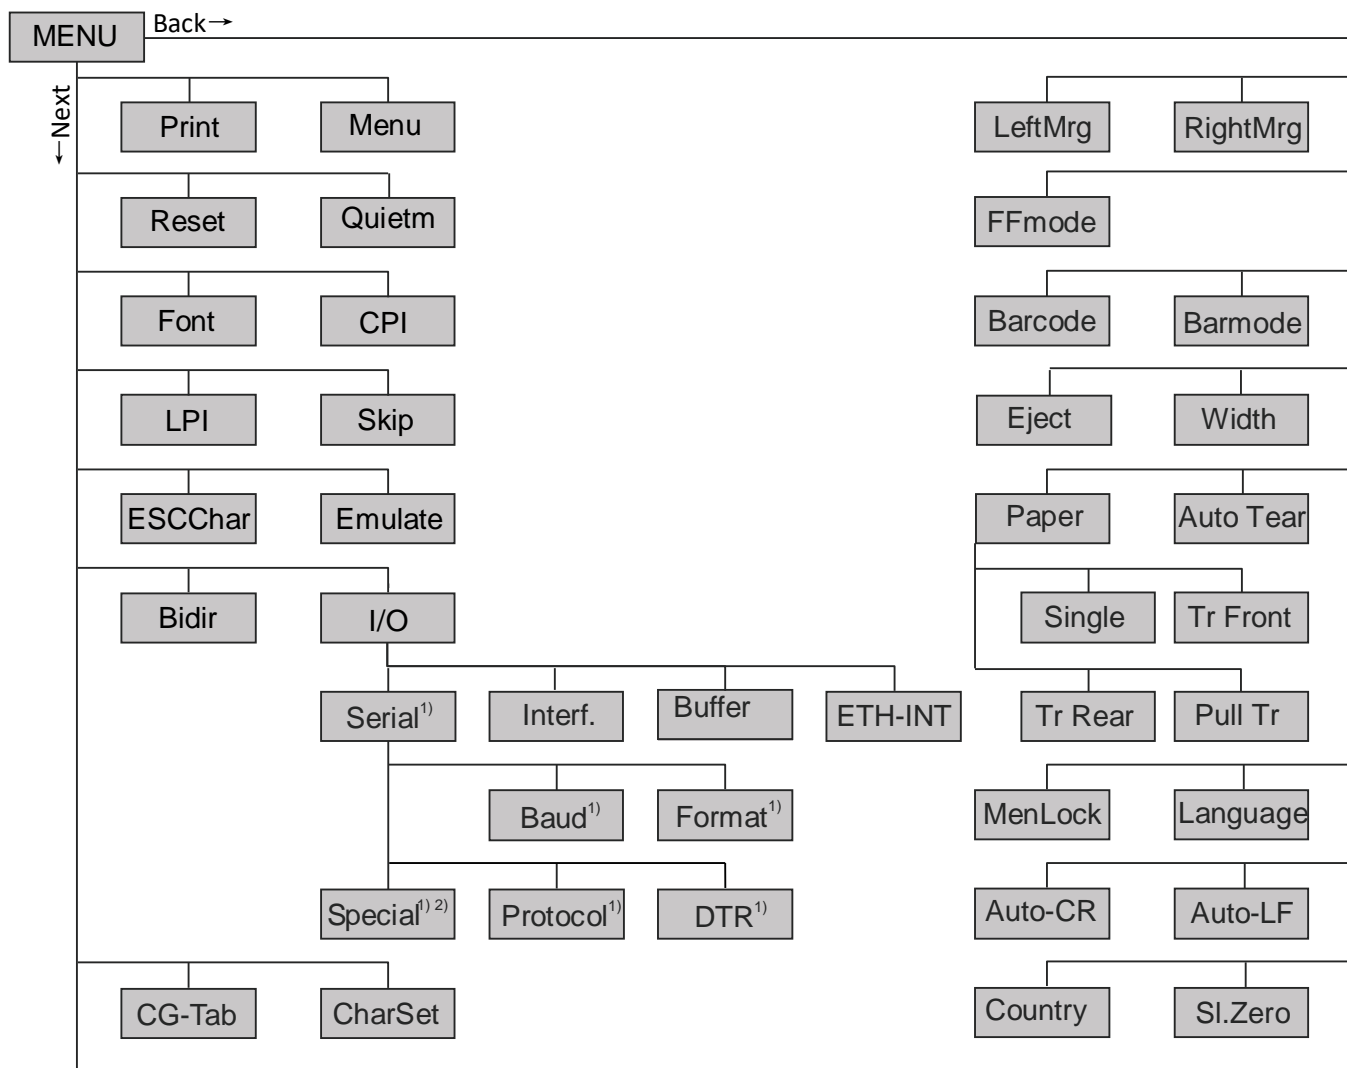 MENU
Back→
←Next
Print Menu LeftMrg RightMrg
Reset Quietm FFmode
Font CPI Barcode Barmode
LPI Skip Eject Width
ESCChar Emulate Paper Auto Tear
Bidir I/O Single Tr Front
Serial1) Interf. Buffer ETH-INT Tr Rear Pull Tr
Baud1) Format1) MenLock Language
Special1) 2) Protocol1) DTR1) Auto-CR Auto-LF
CG-Tab CharSet Country Sl.Zero